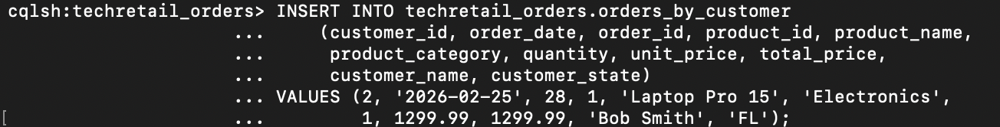 cqlsh:techretail_orders> INSERT INTO techretail_orders.orders_by_customer
... (customer_id, order_date, order_id, product_id, product_name,
... product_category, quantity, unit_price, total_price,
... customer_name, customer_state)
... VALUES (2, '2026-02-25', 28, 1, 'Laptop Pro 15', 'Electronics',
[ ... 1, 1299.99, 1299.99, 'Bob Smith', 'FL');